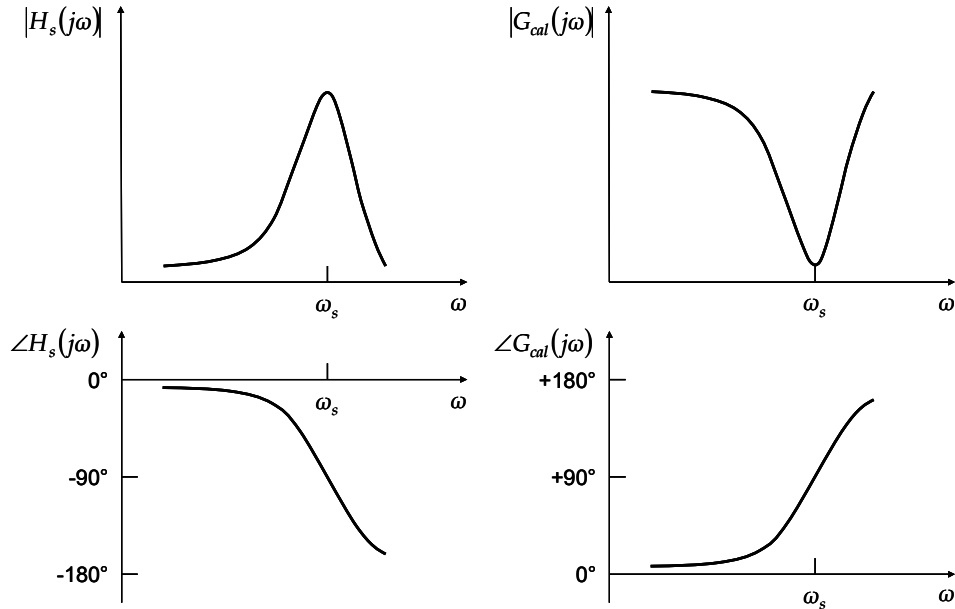 |H_s(jω)|
ω_s
ω
|G_cal(jω)|
ω_s
ω
∠H_s(jω)
0°
-90°
-180°
ω_s
ω
∠G_cal(jω)
+180°
+90°
0°
ω_s
ω